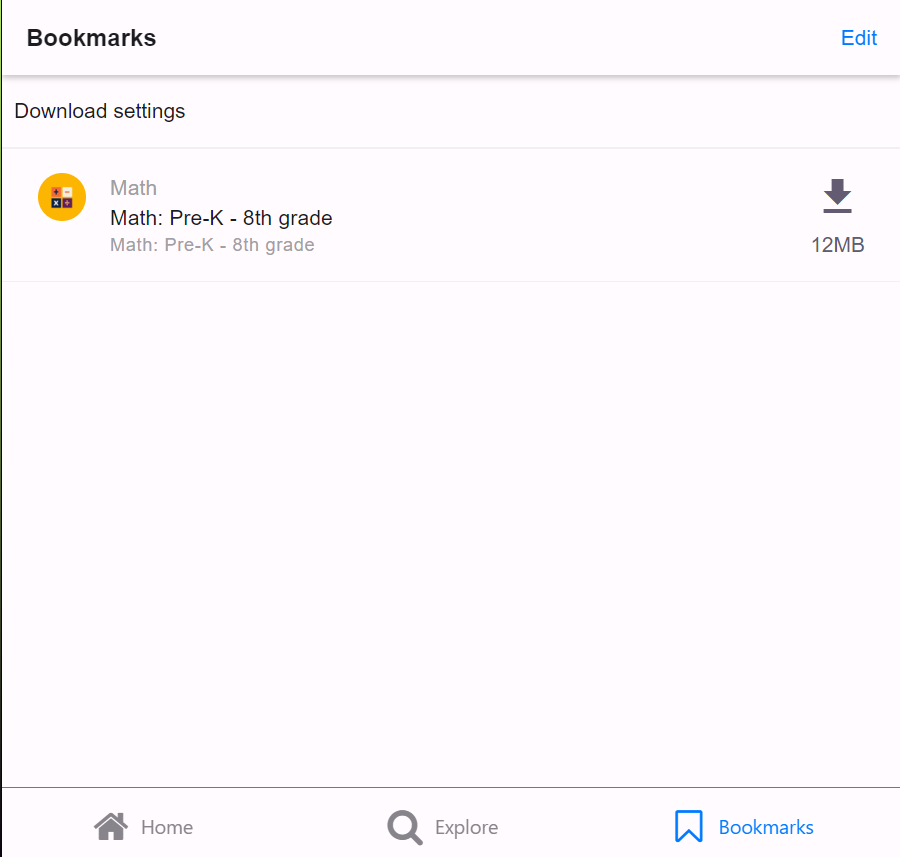 Bookmarks Edit
Download settings
Math
Math: Pre-K - 8th grade
Math: Pre-K - 8th grade
12MB
Home Explore Bookmarks